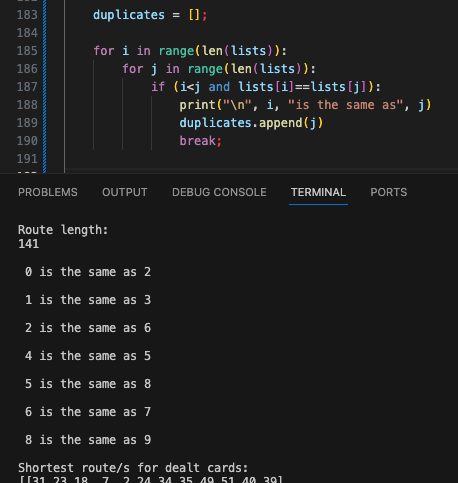 183 duplicates = [];
184
185 for i in range(len(lists)):
186 for j in range(len(lists)):
187 if (i<j and lists[i]==lists[j]):
188 print("\n", i, "is the same as", j)
189 duplicates.append(j)
190 break;
191
PROBLEMS OUTPUT DEBUG CONSOLE TERMINAL PORTS
Route length:
141
0 is the same as 2
1 is the same as 3
2 is the same as 6
4 is the same as 5
5 is the same as 8
6 is the same as 7
8 is the same as 9
Shortest route/s for dealt cards:
[[31, 23, 18, 7, 2, 24, 34, 35, 49, 51, 40, 39]